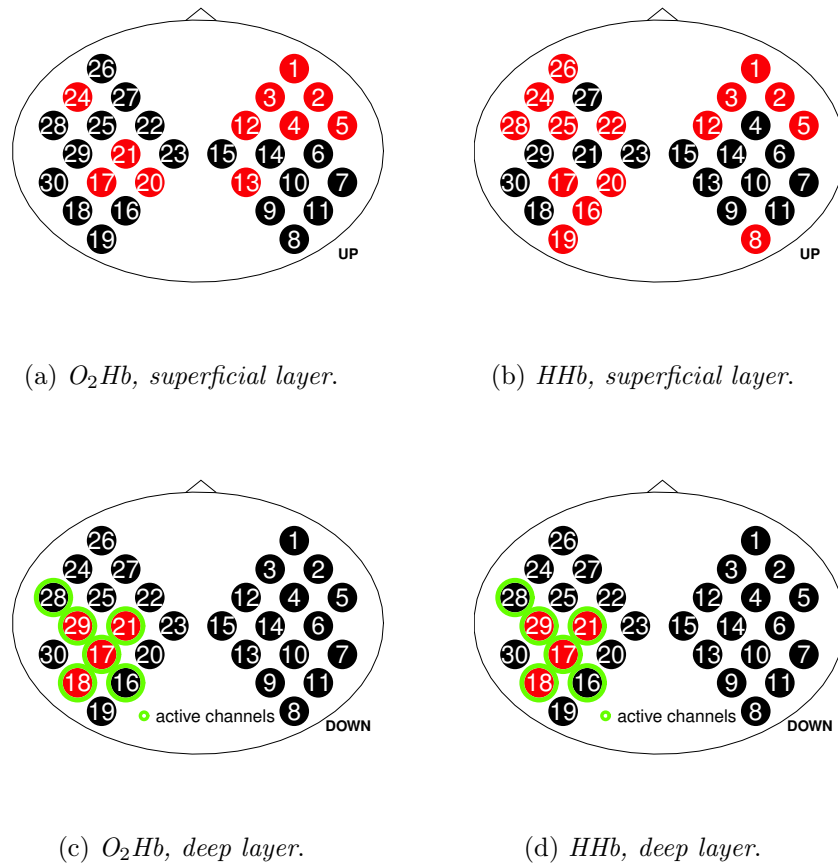 26 1
24 27 3 2
28 25 22 12 4 5
29 21 23 15 14 6
30 17 20 13 10 7
18 16 9 11
19 8
UP
(a) O₂Hb, superficial layer.
26 1
24 27 3 2
28 25 22 12 4 5
29 21 23 15 14 6
30 17 20 13 10 7
18 16 9 11
19 8
UP
(b) HHb, superficial layer.
26 1
24 27 3 2
28 25 22 12 4 5
29 21 23 15 14 6
30 17 20 13 10 7
18 16 9 11
19 active channels 8
DOWN
(c) O₂Hb, deep layer.
26 1
24 27 3 2
28 25 22 12 4 5
29 21 23 15 14 6
30 17 20 13 10 7
18 16 9 11
19 active channels 8
DOWN
(d) HHb, deep layer.